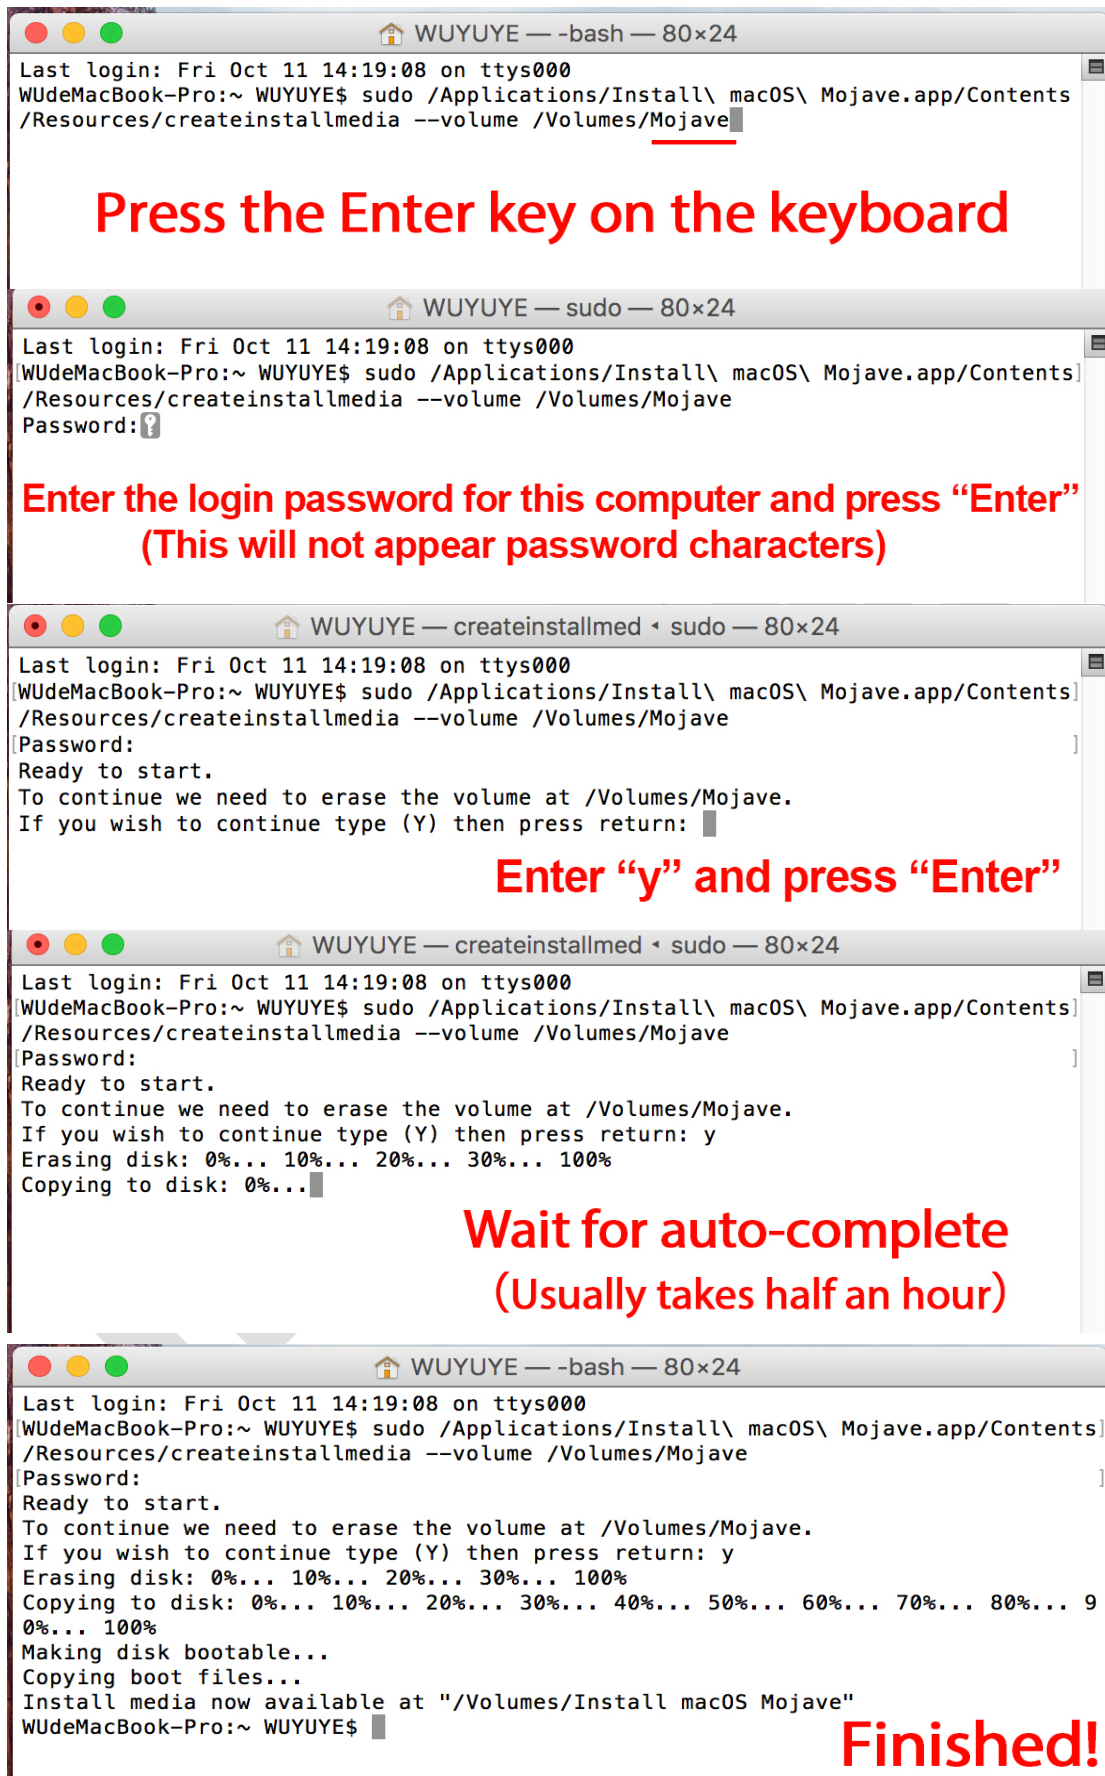 WUYUYE — -bash — 80×24
Last login: Fri Oct 11 14:19:08 on ttys000
WUdeMacBook-Pro:~ WUYUYE$ sudo /Applications/Install\ macOS\ Mojave.app/Contents
/Resources/createinstallmedia --volume /Volumes/Mojave
Press the Enter key on the keyboard
WUYUYE — sudo — 80×24
Last login: Fri Oct 11 14:19:08 on ttys000
[WUdeMacBook-Pro:~ WUYUYE$ sudo /Applications/Install\ macOS\ Mojave.app/Contents]
/Resources/createinstallmedia --volume /Volumes/Mojave
Password:
Enter the login password for this computer and press “Enter”
(This will not appear password characters)
WUYUYE — createinstallmed ◂ sudo — 80×24
Last login: Fri Oct 11 14:19:08 on ttys000
[WUdeMacBook-Pro:~ WUYUYE$ sudo /Applications/Install\ macOS\ Mojave.app/Contents]
/Resources/createinstallmedia --volume /Volumes/Mojave
[Password: ]
Ready to start.
To continue we need to erase the volume at /Volumes/Mojave.
If you wish to continue type (Y) then press return:
Enter “y” and press “Enter”
WUYUYE — createinstallmed ◂ sudo — 80×24
Last login: Fri Oct 11 14:19:08 on ttys000
[WUdeMacBook-Pro:~ WUYUYE$ sudo /Applications/Install\ macOS\ Mojave.app/Contents]
/Resources/createinstallmedia --volume /Volumes/Mojave
[Password: ]
Ready to start.
To continue we need to erase the volume at /Volumes/Mojave.
If you wish to continue type (Y) then press return: y
Erasing disk: 0%... 10%... 20%... 30%... 100%
Copying to disk: 0%...
Wait for auto-complete
(Usually takes half an hour)
WUYUYE — -bash — 80×24
Last login: Fri Oct 11 14:19:08 on ttys000
[WUdeMacBook-Pro:~ WUYUYE$ sudo /Applications/Install\ macOS\ Mojave.app/Contents]
/Resources/createinstallmedia --volume /Volumes/Mojave
[Password: ]
Ready to start.
To continue we need to erase the volume at /Volumes/Mojave.
If you wish to continue type (Y) then press return: y
Erasing disk: 0%... 10%... 20%... 30%... 100%
Copying to disk: 0%... 10%... 20%... 30%... 40%... 50%... 60%... 70%... 80%... 9
0%... 100%
Making disk bootable...
Copying boot files...
Install media now available at "/Volumes/Install macOS Mojave"
WUdeMacBook-Pro:~ WUYUYE$
Finished!